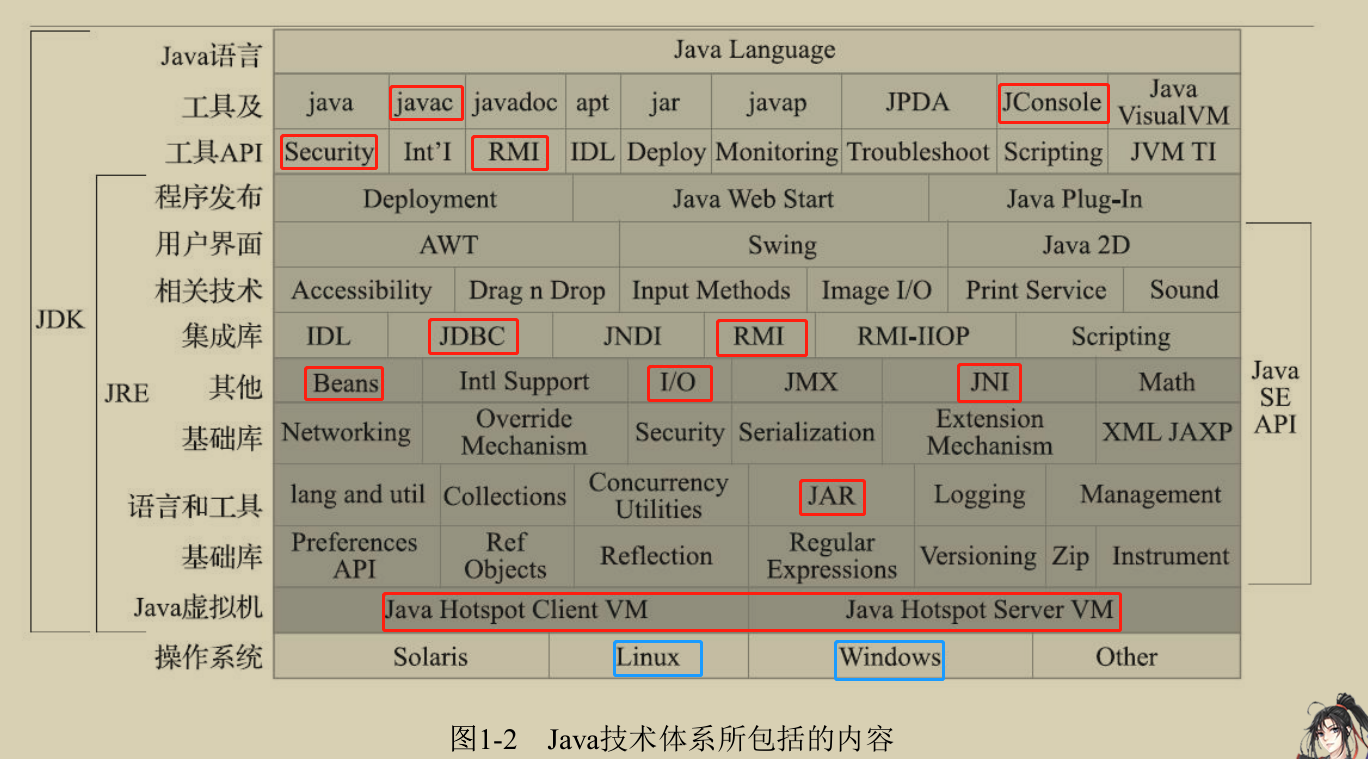 Java语言 Java Language
工具及 java javac javadoc apt jar javap JPDA JConsole Java VisualVM
工具API Security Int'I RMI IDL Deploy Monitoring Troubleshoot Scripting JVM TI
程序发布 Deployment Java Web Start Java Plug-In
用户界面 AWT Swing Java 2D
相关技术 Accessibility Drag n Drop Input Methods Image I/O Print Service Sound
JDK
集成库 IDL JDBC JNDI RMI RMI-IIOP Scripting
JRE
其他 Beans Intl Support I/O JMX JNI Math
Java SE API
基础库 Networking Override Mechanism Security Serialization Extension Mechanism XML JAXP
语言和工具 lang and util Collections Concurrency Utilities JAR Logging Management
基础库 Preferences API Ref Objects Reflection Regular Expressions Versioning Zip Instrument
Java虚拟机 Java Hotspot Client VM Java Hotspot Server VM
操作系统 Solaris Linux Windows Other
图1-2 Java技术体系所包括的内容